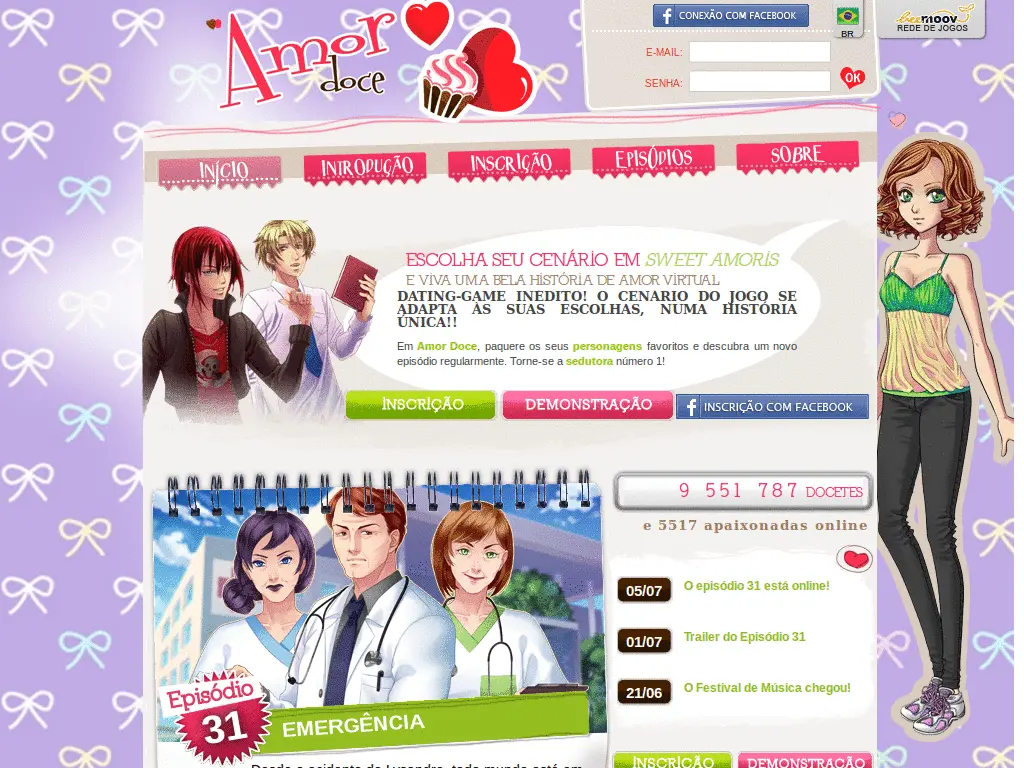 Amor
doce
CONEXÃO COM FACEBOOK
BR
beemoov
REDE DE JOGOS
E-MAIL:
SENHA:
OK
INÍCIO
INTRODUÇÃO
INSCRIÇÃO
EPISÓDIOS
SOBRE
ESCOLHA SEU CENÁRIO EM SWEET AMORIS
E VIVA UMA BELA HISTÓRIA DE AMOR VIRTUAL
DATING-GAME INEDITO! O CENARIO DO JOGO SE
ADAPTA ÀS SUAS ESCOLHAS, NUMA HISTÓRIA
ÚNICA!!
Em Amor Doce, paquere os seus personagens favoritos e descubra um novo
episódio regularmente. Torne-se a sedutora número 1!
INSCRIÇÃO
DEMONSTRAÇÃO
INSCRIÇÃO COM FACEBOOK
9 551 787 DOCETES
e 5517 apaixonadas online
05/07 O episódio 31 está online!
01/07 Trailer do Episódio 31
21/06 O Festival de Música chegou!
Episódio
31
EMERGÊNCIA
Desde o acidente do Lysandre, todo mundo está em
INSCRIÇÃO
DEMONSTRAÇÃO